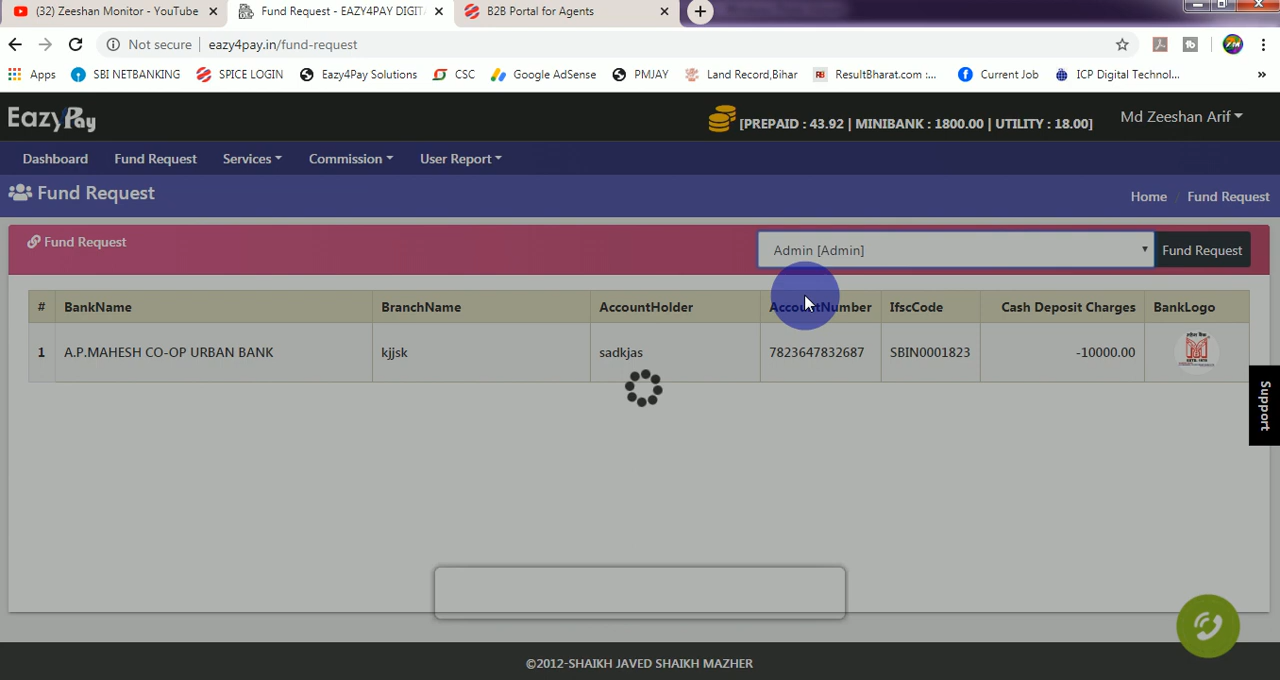 (32) Zeeshan Monitor - YouTube
Fund Request - EAZY4PAY DIGIT
B2B Portal for Agents
Not secure | eazy4pay.in/fund-request
Apps SBI NETBANKING SPICE LOGIN Eazy4Pay Solutions CSC Google AdSense PMJAY Land Record,Bihar ResultBharat.com :... Current Job ICP Digital Technol... »
EazyPay [PREPAID : 43.92 | MINIBANK : 1800.00 | UTILITY : 18.00] Md Zeeshan Arif
Dashboard Fund Request Services Commission User Report
Fund Request Home / Fund Request
Fund Request Admin [Admin] Fund Request
# BankName BranchName AccountHolder AccountNumber IfscCode Cash Deposit Charges BankLogo
1 A.P.MAHESH CO-OP URBAN BANK kjjsk sadkjas 7823647832687 SBIN0001823 -10000.00
Support
©2012-SHAIKH JAVED SHAIKH MAZHER